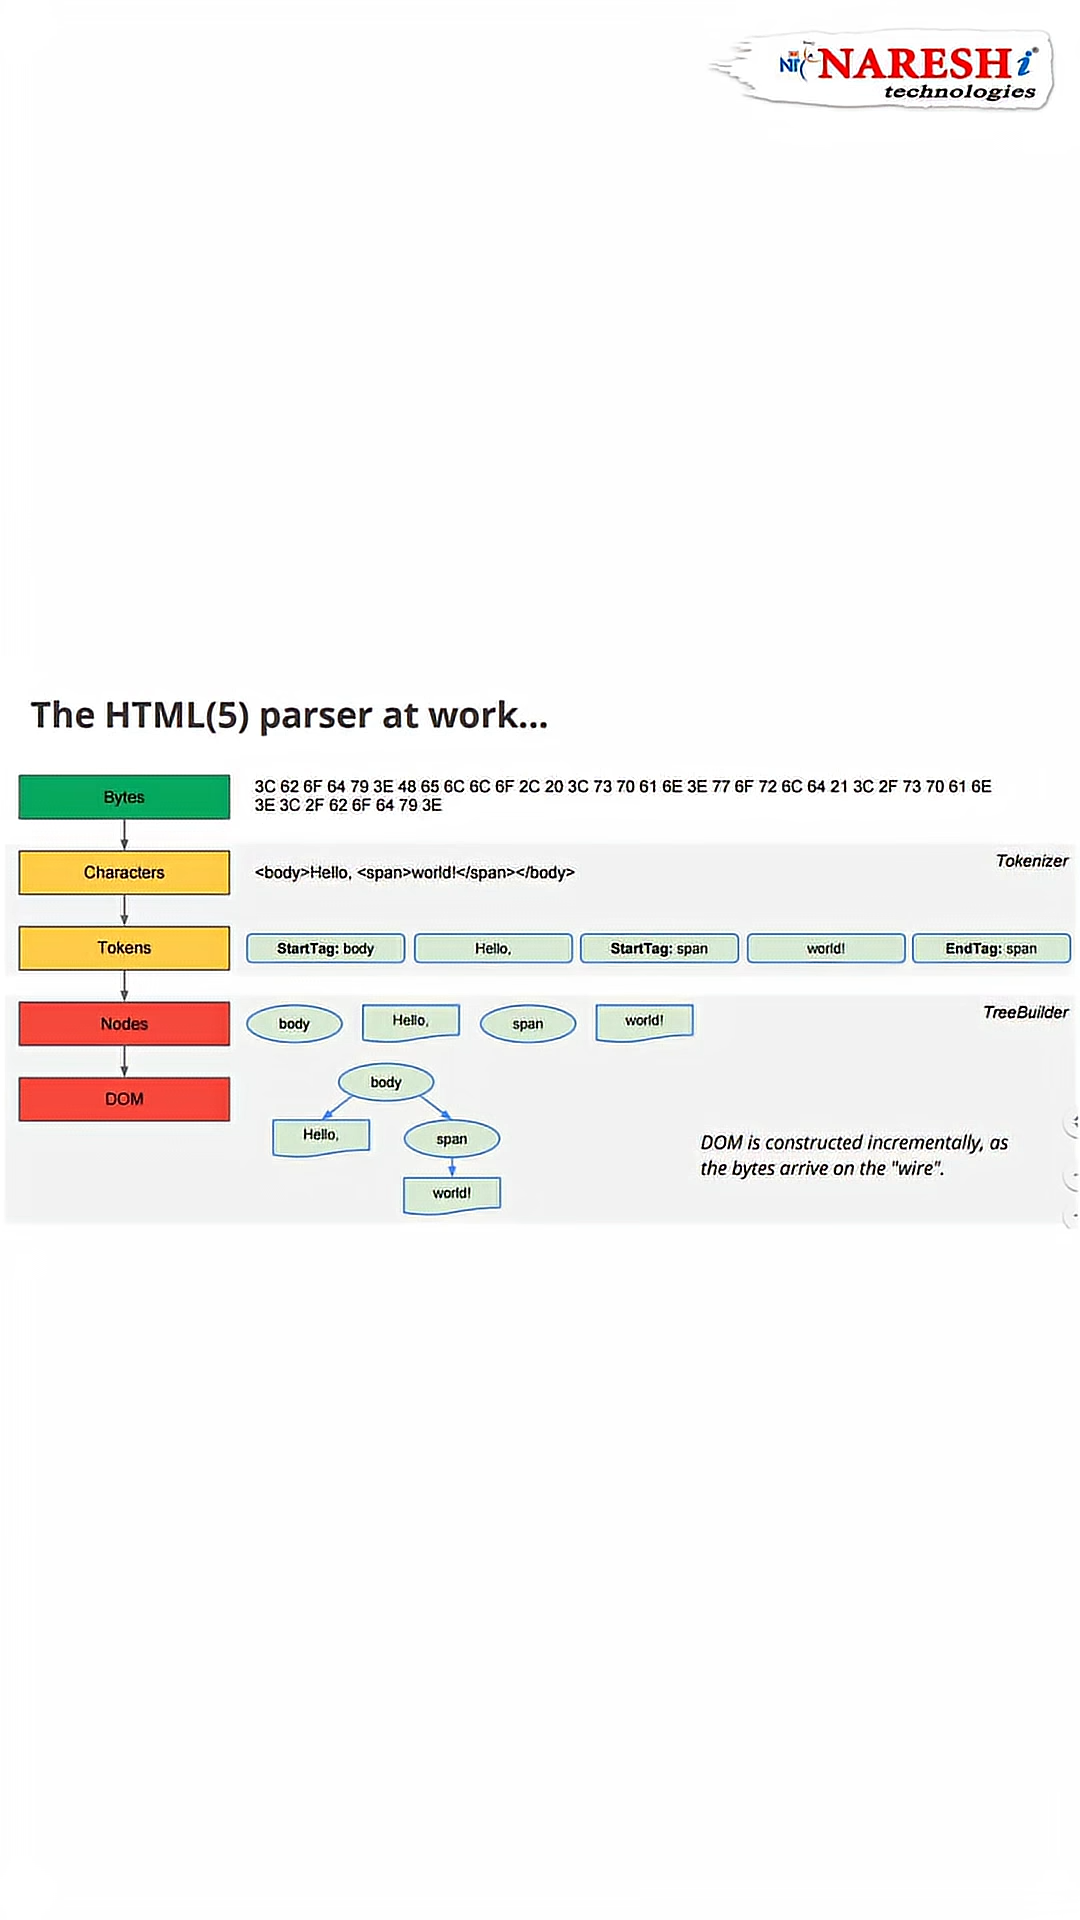 NT NARESH i
technologies
The HTML(5) parser at work...
Bytes
3C 62 6F 64 79 3E 48 65 6C 6C 6F 2C 20 3C 73 70 61 6E 3E 77 6F 72 6C 64 21 3C 2F 73 70 61 6E
3E 3C 2F 62 6F 64 79 3E
Characters
<body>Hello, <span>world!</span></body>
Tokenizer
Tokens
StartTag: body
Hello,
StartTag: span
world!
EndTag: span
Nodes
body
Hello,
span
world!
TreeBuilder
DOM
body
Hello,
span
world!
DOM is constructed incrementally, as
the bytes arrive on the "wire".